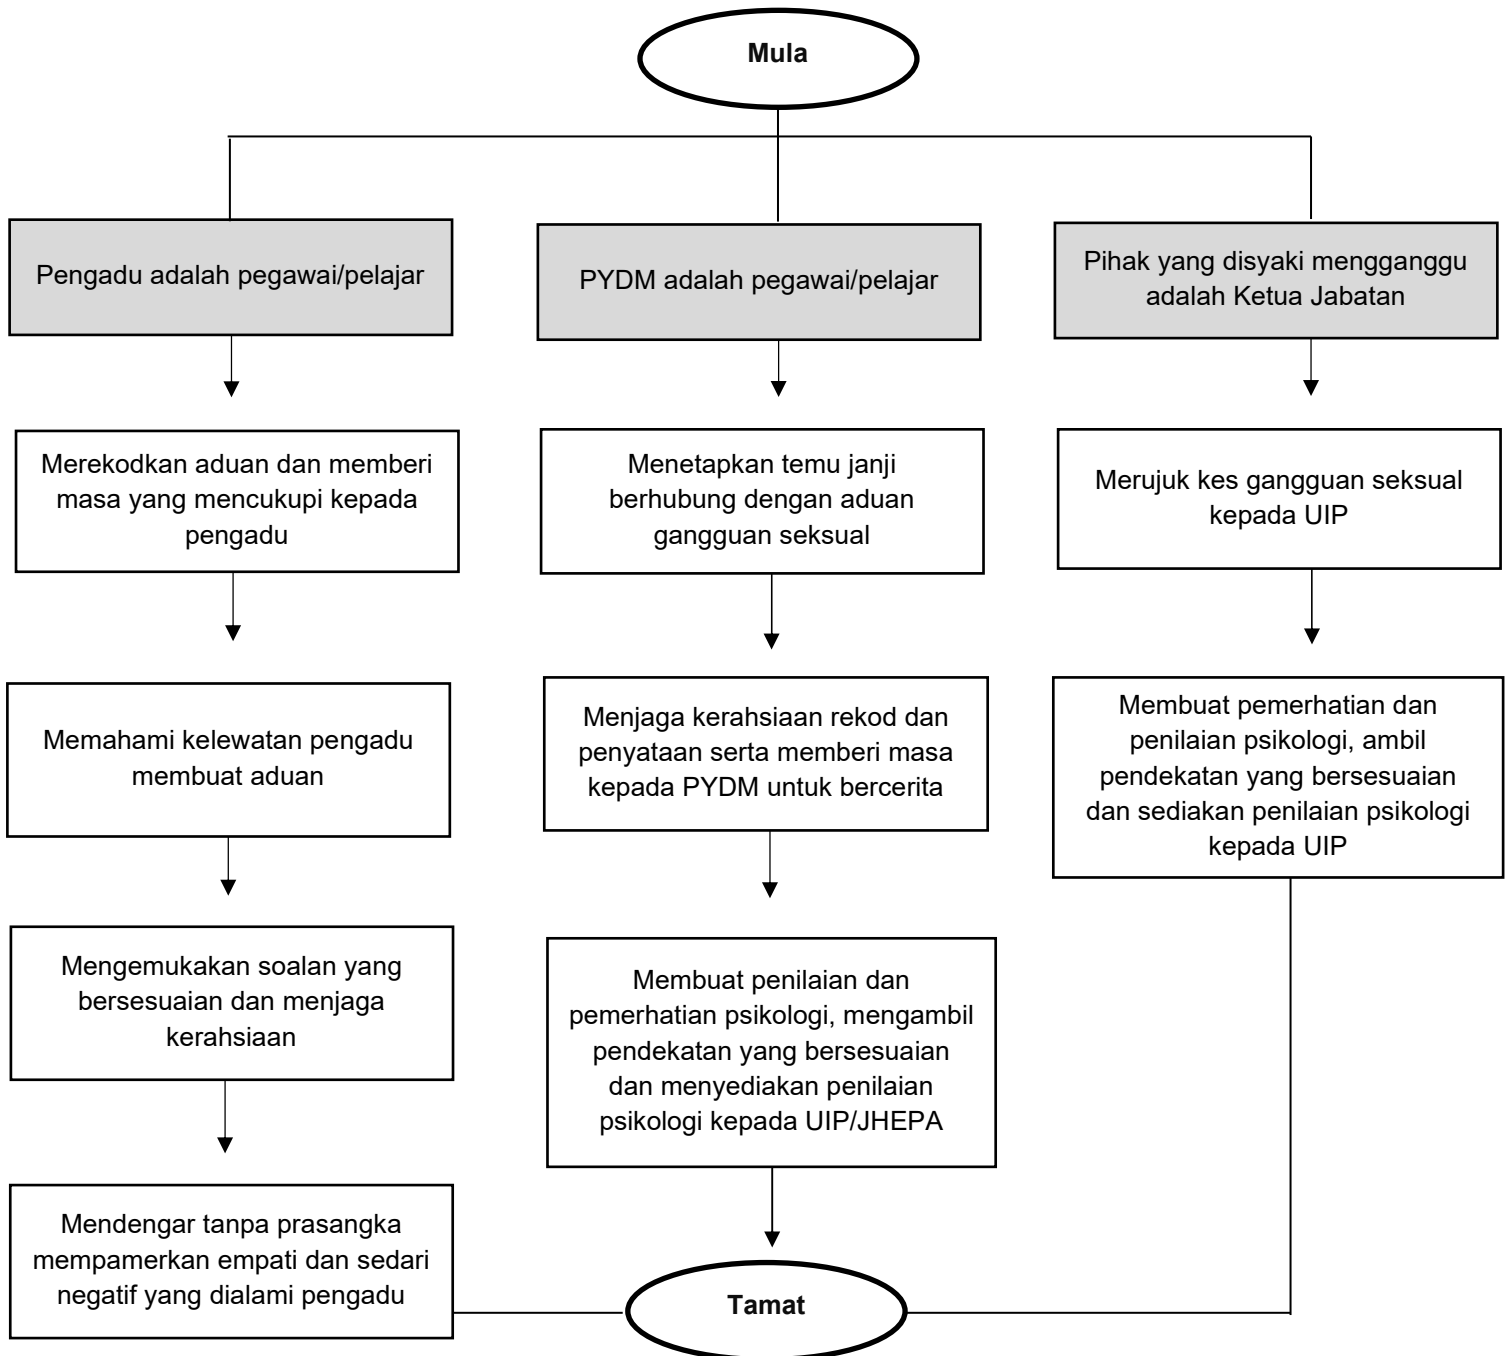 Mula
Pengadu adalah pegawai/pelajar
Merekodkan aduan dan memberi
masa yang mencukupi kepada
pengadu
Memahami kelewatan pengadu
membuat aduan
Mengemukakan soalan yang
bersesuaian dan menjaga
kerahsiaan
Mendengar tanpa prasangka
mempamerkan empati dan sedari
negatif yang dialami pengadu
PYDM adalah pegawai/pelajar
Menetapkan temu janji
berhubung dengan aduan
gangguan seksual
Menjaga kerahsiaan rekod dan
penyataan serta memberi masa
kepada PYDM untuk bercerita
Membuat penilaian dan
pemerhatian psikologi, mengambil
pendekatan yang bersesuaian
dan menyediakan penilaian
psikologi kepada UIP/JHEPA
Pihak yang disyaki mengganggu
adalah Ketua Jabatan
Merujuk kes gangguan seksual
kepada UIP
Membuat pemerhatian dan
penilaian psikologi, ambil
pendekatan yang bersesuaian
dan sediakan penilaian psikologi
kepada UIP
Tamat